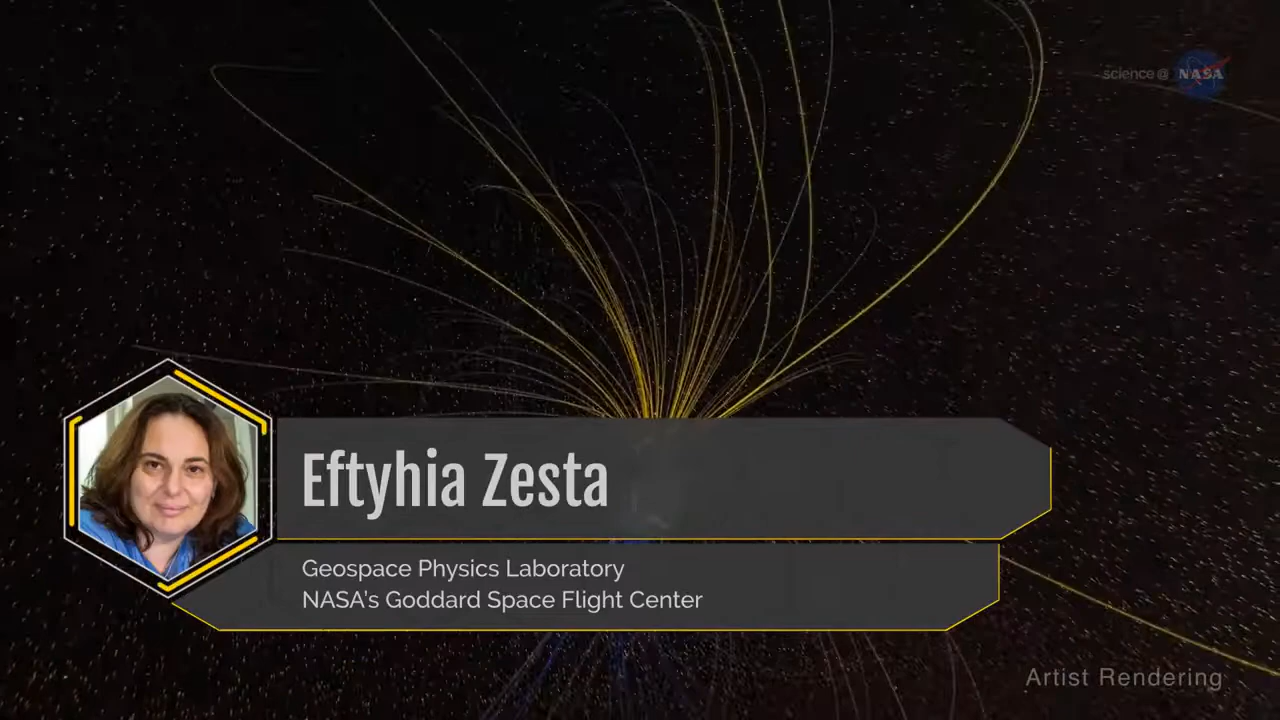 science@ NASA
Eftyhia Zesta
Geospace Physics Laboratory
NASA's Goddard Space Flight Center
Artist Rendering